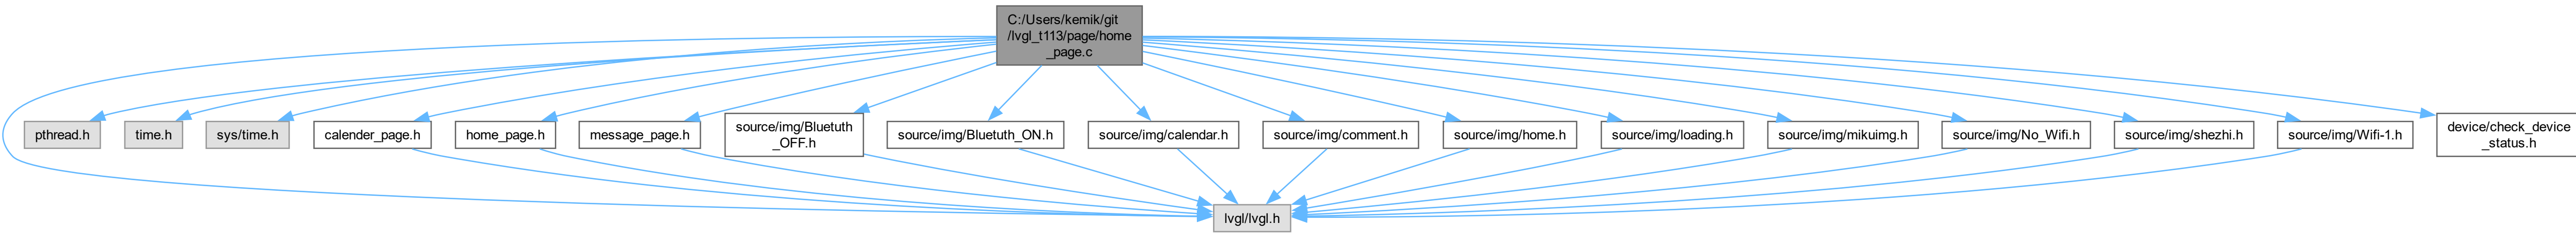 C:/Users/kemik/git
/lvgl_t113/page/home
_page.c
pthread.h
time.h
sys/time.h
calender_page.h
home_page.h
message_page.h
source/img/Bluetuth
_OFF.h
source/img/Bluetuth_ON.h
source/img/calendar.h
source/img/comment.h
source/img/home.h
source/img/loading.h
source/img/mikuimg.h
source/img/No_Wifi.h
source/img/shezhi.h
source/img/Wifi-1.h
device/check_device
_status.h
lvgl/lvgl.h